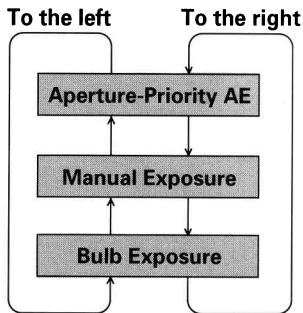 To the left To the right
Aperture-Priority AE
Manual Exposure
Bulb Exposure